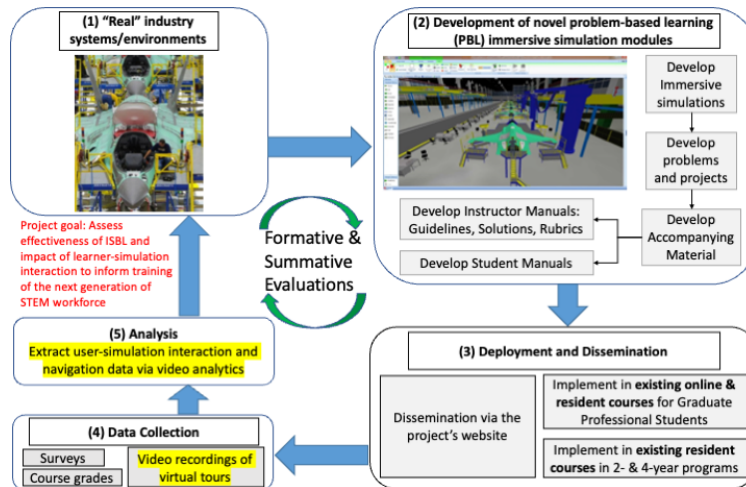 (1) “Real” industry
systems/environments
(2) Development of novel problem-based learning
(PBL) immersive simulation modules
Develop
Immersive
simulations
Develop
problems
and projects
Develop
Accompanying
Material
Develop Instructor Manuals:
Guidelines, Solutions, Rubrics
Develop Student Manuals
Project goal: Assess
effectiveness of ISBL and
impact of learner-simulation
interaction to inform training
of the next generation of
STEM workforce
Formative &
Summative
Evaluations
(3) Deployment and Dissemination
Dissemination via the
project’s website
Implement in existing online &
resident courses for Graduate
Professional Students
Implement in existing resident
courses in 2- & 4-year programs
(4) Data Collection
Surveys
Course grades
Video recordings of
virtual tours
(5) Analysis
Extract user-simulation interaction and
navigation data via video analytics